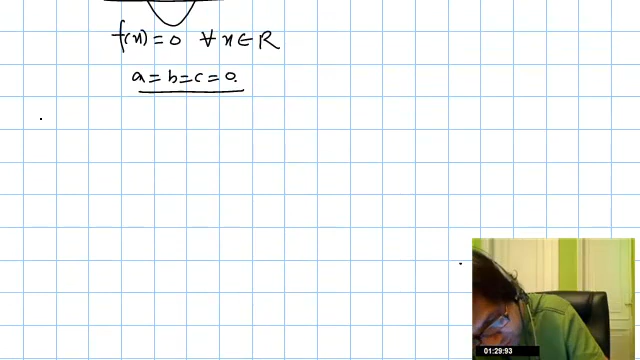 f(x) = 0 ∀ x ∈ R
a = b = c = 0.
01:29:93